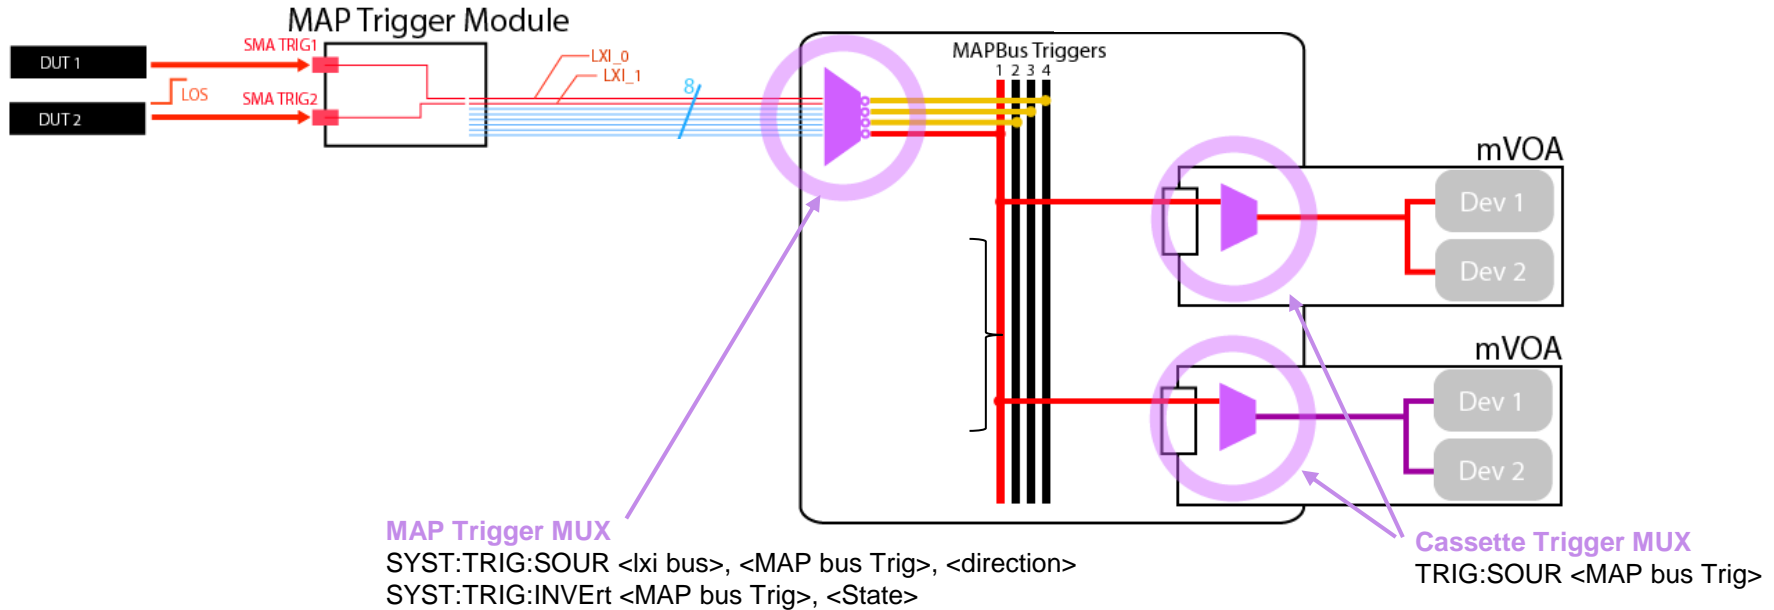 MAP Trigger Module
DUT 1
SMA TRIG1
LOS
DUT 2
SMA TRIG2
LXI_0
LXI_1
8
MAPBus Triggers
1 2 3 4
mVOA
Dev 1
Dev 2
mVOA
Dev 1
Dev 2
MAP Trigger MUX
SYST:TRIG:SOUR <lxi bus>, <MAP bus Trig>, <direction>
SYST:TRIG:INVErt <MAP bus Trig>, <State>
Cassette Trigger MUX
TRIG:SOUR <MAP bus Trig>